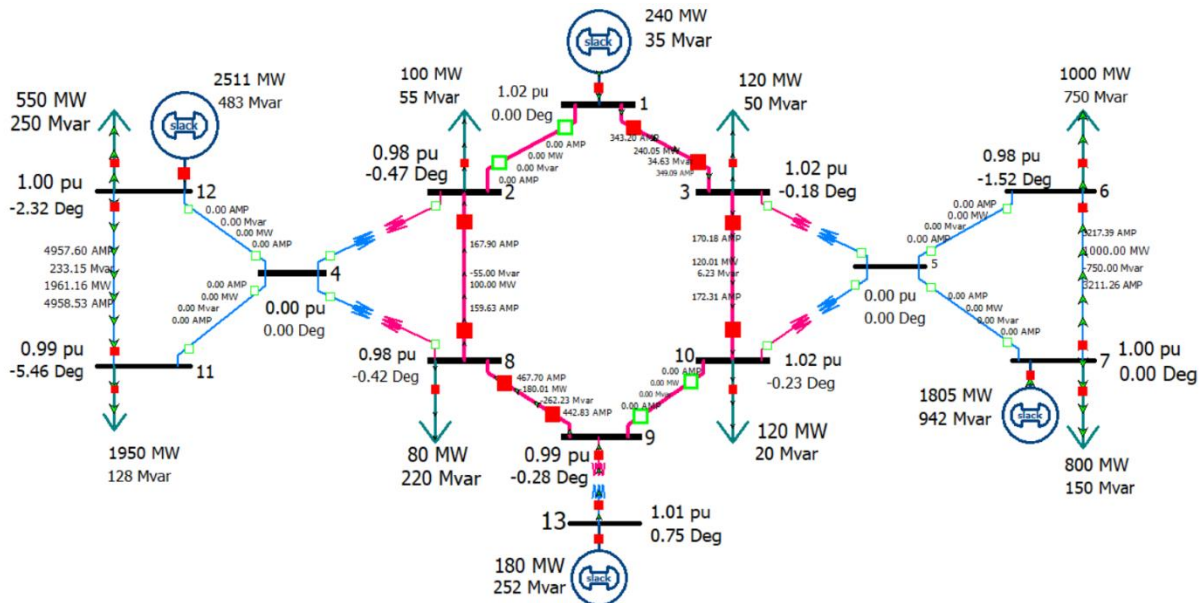 240 MW
35 Mvar
slack
1.02 pu
0.00 Deg
1
2511 MW
483 Mvar
slack
550 MW
250 Mvar
1.00 pu
-2.32 Deg
12
0.00 AMP
0.00 Mvar
0.00 MW
0.00 AMP
4957.60 AMP
233.15 Mvar
1961.16 MW
4958.53 AMP
0.99 pu
-5.46 Deg
11
0.00 AMP
0.00 MW
0.00 Mvar
0.00 AMP
1950 MW
128 Mvar
4
0.00 pu
0.00 Deg
100 MW
55 Mvar
0.98 pu
-0.47 Deg
2
0.00 AMP
0.00 MW
0.00 Mvar
0.00 AMP
167.90 AMP
-55.00 Mvar
100.00 MW
159.63 AMP
0.98 pu
-0.42 Deg
8
467.70 AMP
-180.01 MW
-262.23 Mvar
442.83 AMP
80 MW
220 Mvar
9
0.99 pu
-0.28 Deg
13
1.01 pu
0.75 Deg
180 MW
252 Mvar
slack
343.20 AMP
240.05 MW
34.63 Mvar
349.09 AMP
120 MW
50 Mvar
3
1.02 pu
-0.18 Deg
170.18 AMP
120.01 MW
6.23 Mvar
172.31 AMP
10
1.02 pu
-0.23 Deg
0.00 AMP
0.00 MW
0.00 Mvar
0.00 AMP
120 MW
20 Mvar
5
0.00 pu
0.00 Deg
1000 MW
750 Mvar
0.98 pu
-1.52 Deg
6
0.00 AMP
0.00 MW
0.00 Mvar
0.00 AMP
3217.39 AMP
1000.00 MW
-750.00 Mvar
3211.26 AMP
0.00 AMP
0.00 MW
0.00 Mvar
0.00 AMP
7
1.00 pu
0.00 Deg
1805 MW
942 Mvar
slack
800 MW
150 Mvar